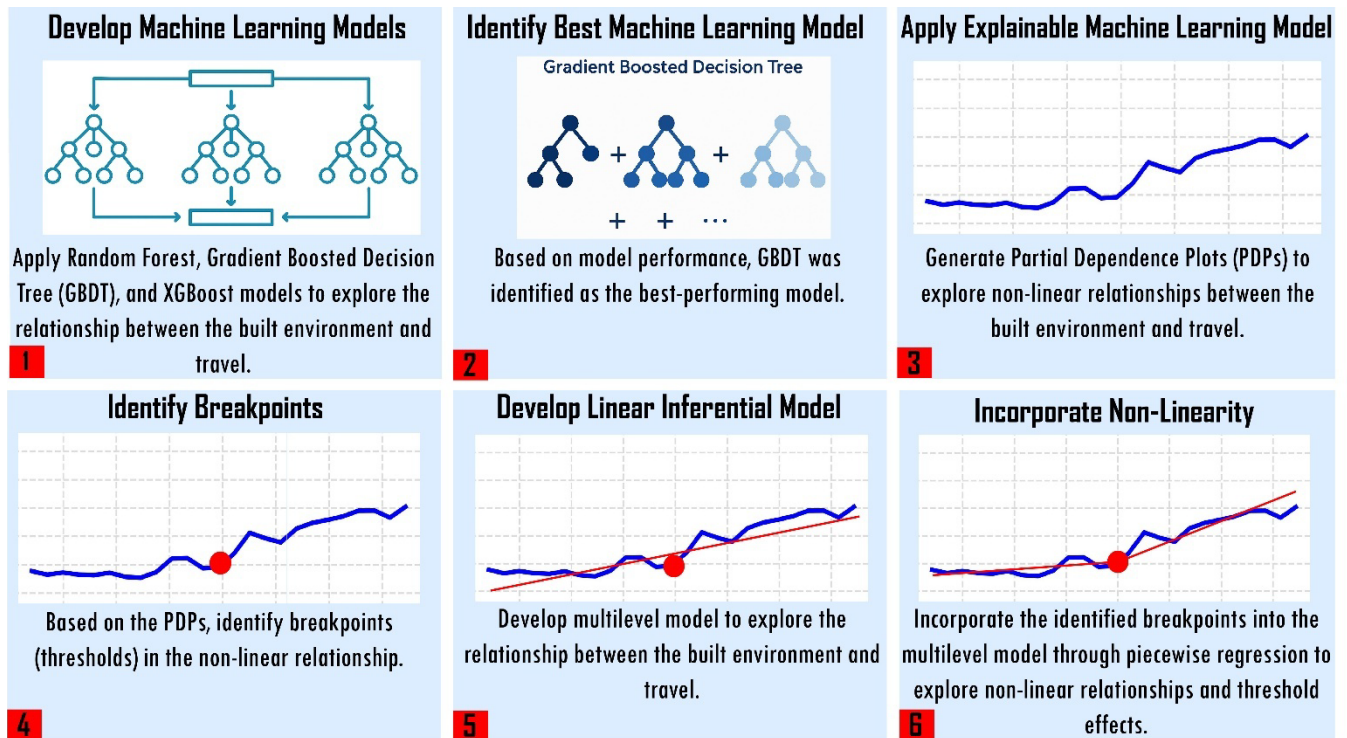 Develop Machine Learning Models
Apply Random Forest, Gradient Boosted Decision
Tree (GBDT), and XGBoost models to explore the
relationship between the built environment and
travel.
1
Identify Best Machine Learning Model
Gradient Boosted Decision Tree
+ +
+ + ...
Based on model performance, GBDT was
identified as the best-performing model.
2
Apply Explainable Machine Learning Model
Generate Partial Dependence Plots (PDPs) to
explore non-linear relationships between the
built environment and travel.
3
Identify Breakpoints
Based on the PDPs, identify breakpoints
(thresholds) in the non-linear relationship.
4
Develop Linear Inferential Model
Develop multilevel model to explore the
relationship between the built environment and
travel.
5
Incorporate Non-Linearity
Incorporate the identified breakpoints into the
multilevel model through piecewise regression to
explore non-linear relationships and threshold
effects.
6